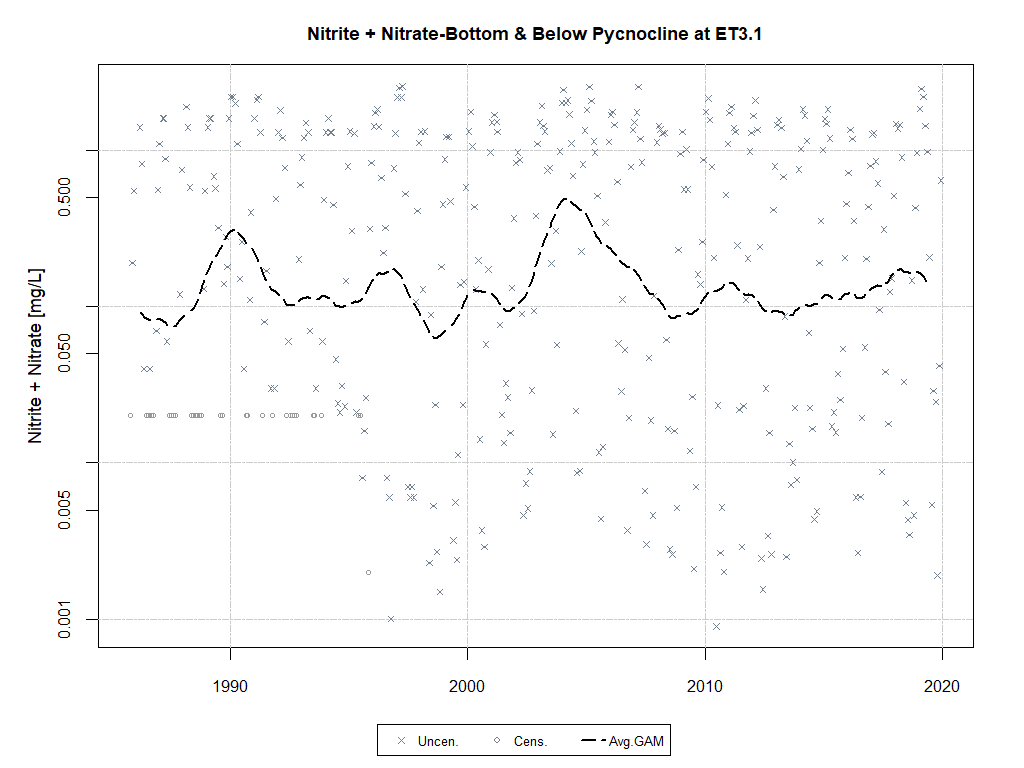 Nitrite + Nitrate-Bottom & Below Pycnocline at ET3.1
Nitrite + Nitrate [mg/L]
0.500
0.050
0.005
0.001
1990 2000 2010 2020
Uncen. Cens. Avg.GAM